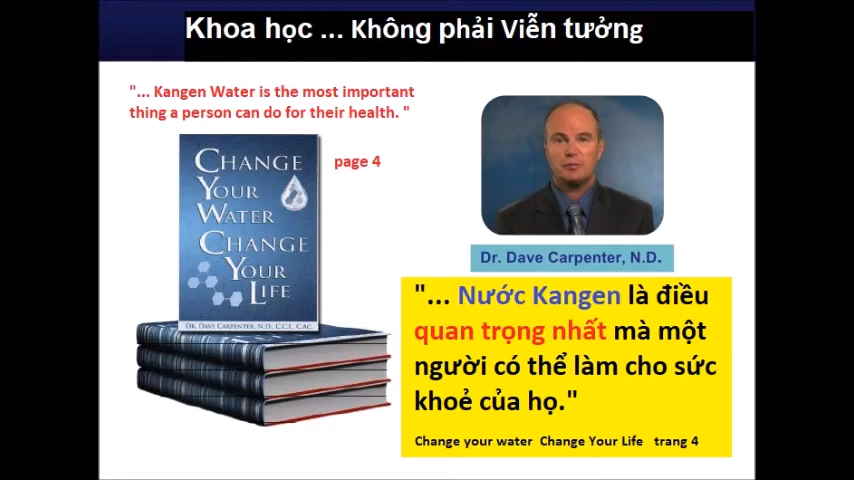 Khoa học ... Không phải Viễn tưởng
"... Kangen Water is the most important
thing a person can do for their health. "
page 4
CHANGE
YOUR
WATER
CHANGE
YOUR
LIFE
DR. DAVE CARPENTER, N.D., C.C.I., C.AC.
Dr. Dave Carpenter, N.D.
"... Nước Kangen là điều
quan trọng nhất mà một
người có thể làm cho sức
khoẻ của họ."
Change your water Change Your Life trang 4